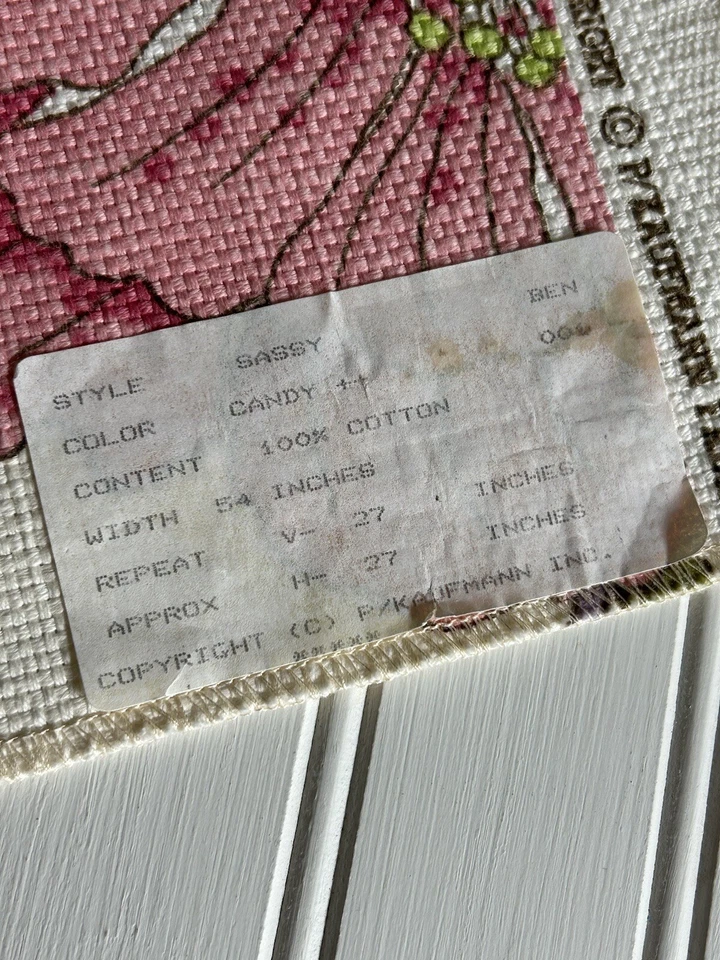 STYLE SASSY BEN
COLOR CANDY ++
CONTENT 100% COTTON
WIDTH 54 INCHES
REPEAT V- 27 INCHES
APPROX H- 27 INCHES
COPYRIGHT (C) P/KAUFMANN INC.
*****
© P/KAUFMANN